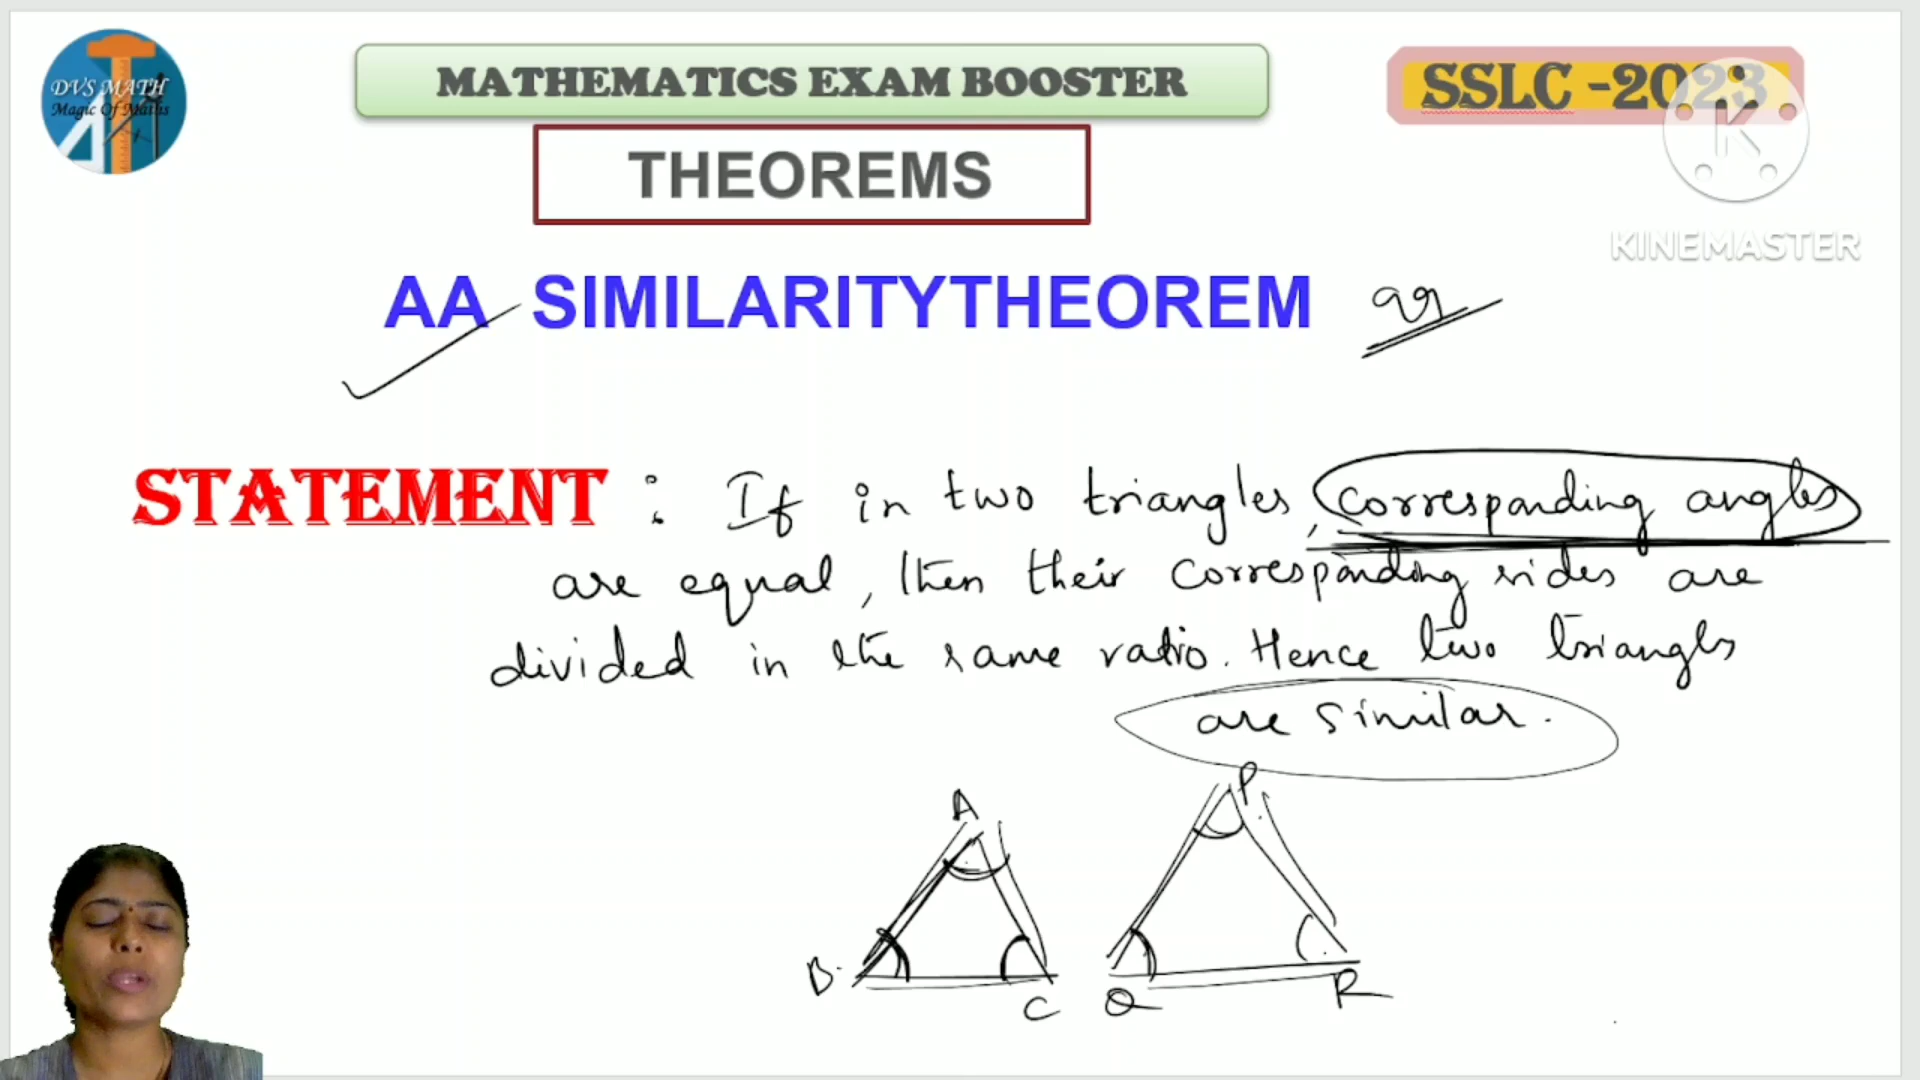 DVS MATH
Magic Of Maths
MATHEMATICS EXAM BOOSTER
SSLC -2023
THEOREMS
KINEMASTER
AA SIMILARITYTHEOREM
STATEMENT : If in two triangles, corresponding angles
are equal, then their corresponding sides are
divided in the same ratio. Hence two triangles
are similar.
A
P
B
C
Q
R